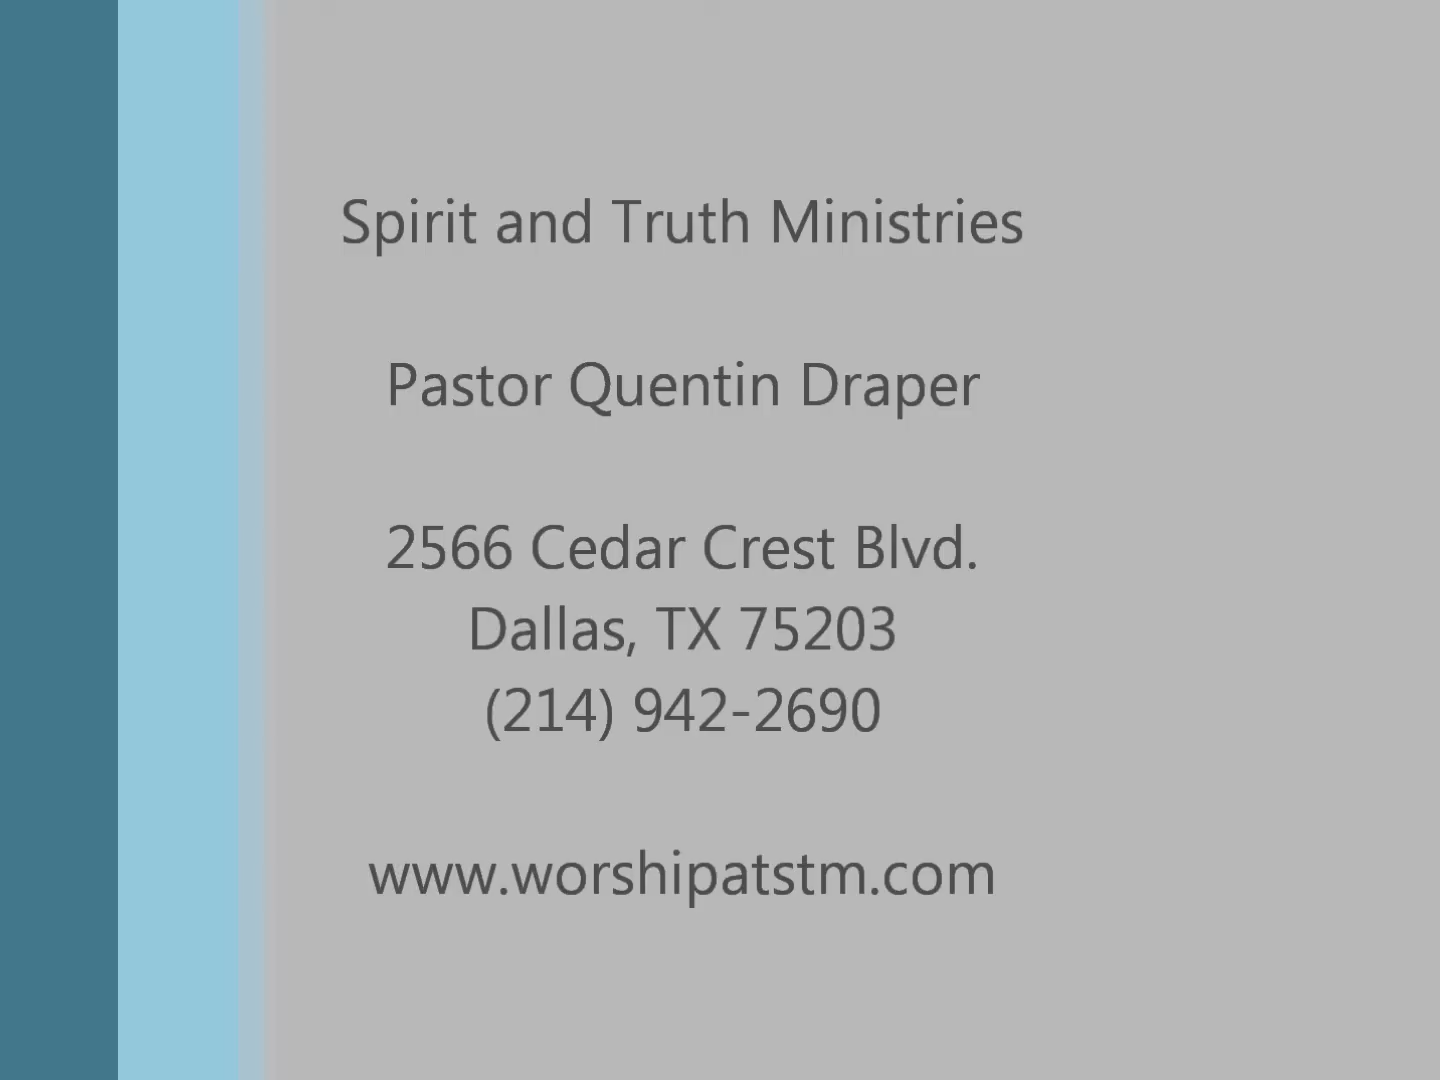 Spirit and Truth Ministries
Pastor Quentin Draper
2566 Cedar Crest Blvd.
Dallas, TX 75203
(214) 942-2690
www.worshipatstm.com